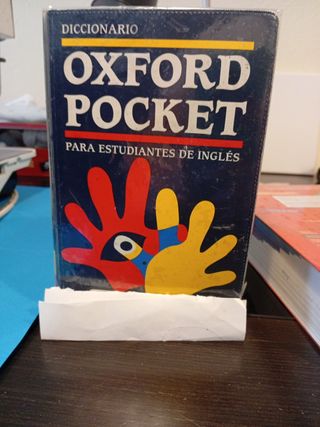 DICCIONARIO
OXFORD
POCKET
PARA ESTUDIANTES DE INGLÉS